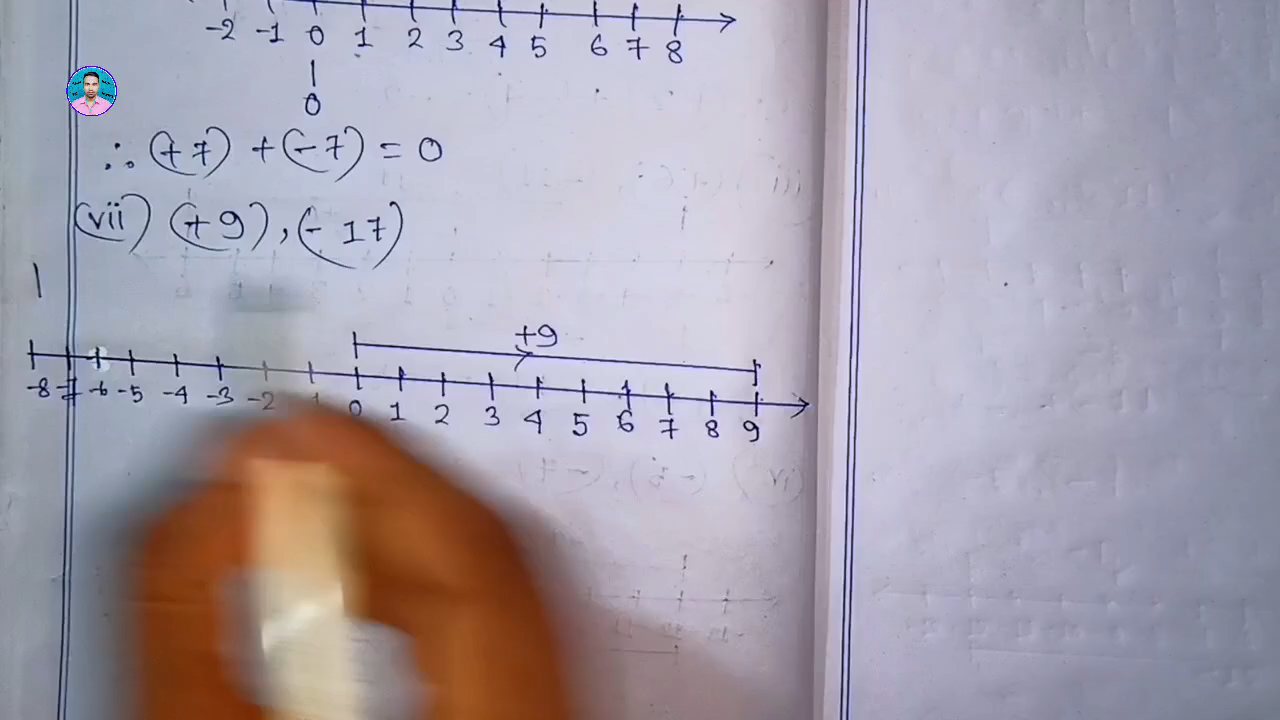 -2 -1 0 1 2 3 4 5 6 7 8
0
∴ (+7) + (-7) = 0
(vii) (+9), (- 17)
+9
-8 -7 -6 -5 -4 -3 -2 -1 0 1 2 3 4 5 6 7 8 9